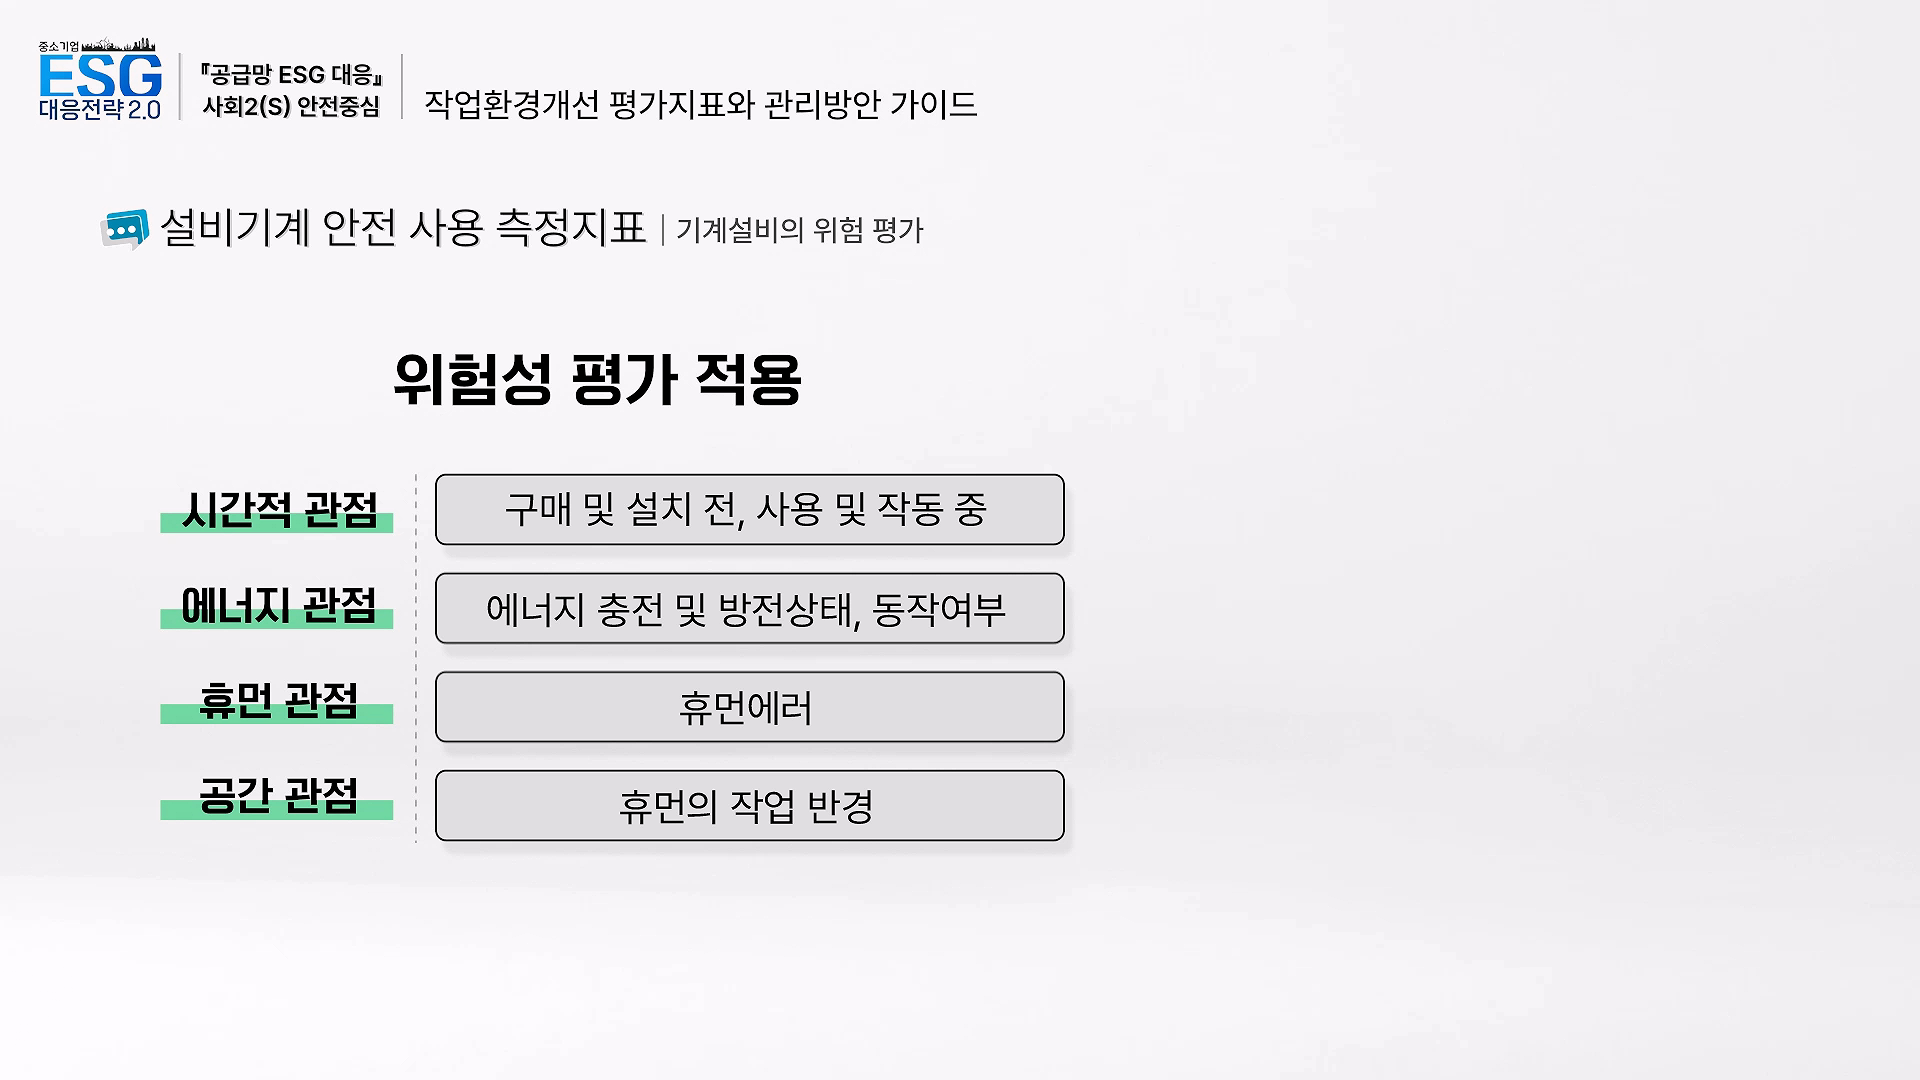 중소기업
ESG
대응전략 2.0
『공급망 ESG 대응』
사회2(S) 안전중심
작업환경개선 평가지표와 관리방안 가이드
설비기계 안전 사용 측정지표
기계설비의 위험 평가
위험성 평가 적용
시간적 관점
구매 및 설치 전, 사용 및 작동 중
에너지 관점
에너지 충전 및 방전상태, 동작여부
휴먼 관점
휴먼에러
공간 관점
휴먼의 작업 반경